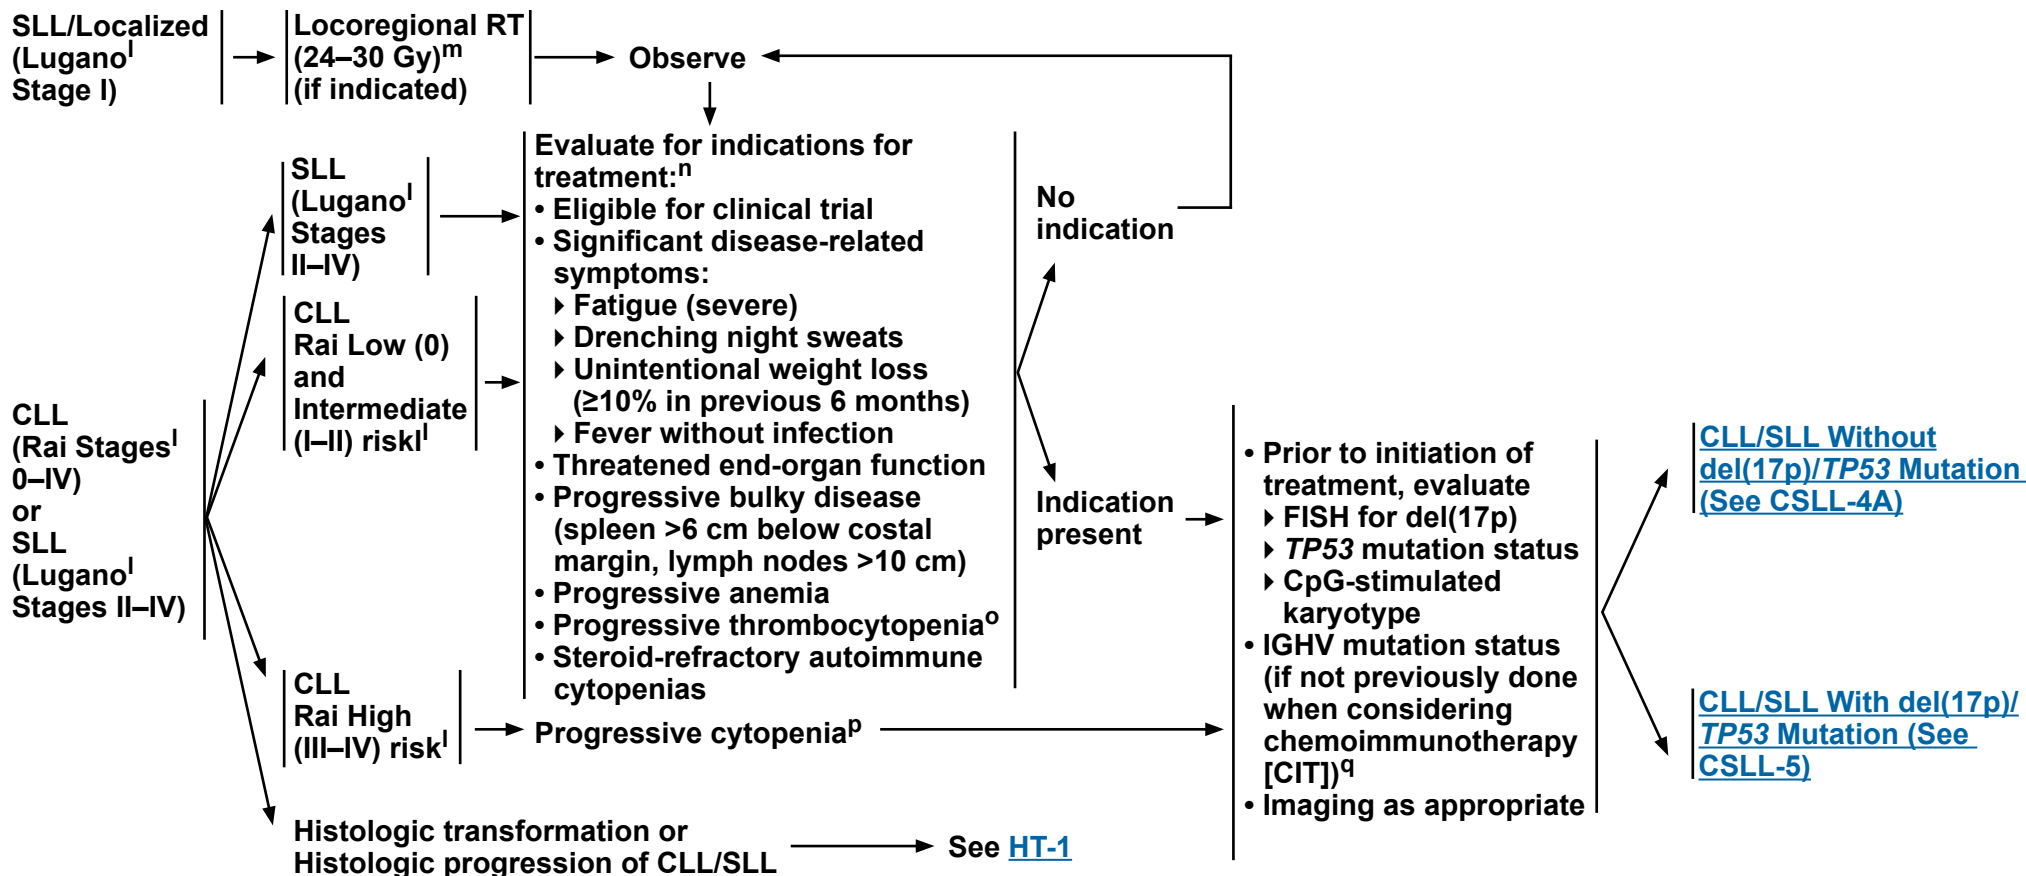 SLL/Localized
(Lugano^l
Stage I)
Locoregional RT
(24–30 Gy)^m
(if indicated)
Observe
SLL
(Lugano^l
Stages
II–IV)
CLL
Rai Low (0)
and
Intermediate
(I–II) riskl^l
CLL
(Rai Stages^l
0–IV)
or
SLL
(Lugano^l
Stages II–IV)
CLL
Rai High
(III–IV) risk^l
Histologic transformation or
Histologic progression of CLL/SLL
See HT-1
Evaluate for indications for
treatment:^n
• Eligible for clinical trial
• Significant disease-related
symptoms:
‣ Fatigue (severe)
‣ Drenching night sweats
‣ Unintentional weight loss
(≥10% in previous 6 months)
‣ Fever without infection
• Threatened end-organ function
• Progressive bulky disease
(spleen >6 cm below costal
margin, lymph nodes >10 cm)
• Progressive anemia
• Progressive thrombocytopenia^o
• Steroid-refractory autoimmune
cytopenias
Progressive cytopenia^p
No
indication
Indication
present
• Prior to initiation of
treatment, evaluate
‣ FISH for del(17p)
‣ TP53 mutation status
‣ CpG-stimulated
karyotype
• IGHV mutation status
(if not previously done
when considering
chemoimmunotherapy
[CIT])^q
• Imaging as appropriate
CLL/SLL Without
del(17p)/TP53 Mutation
(See CSLL-4A)
CLL/SLL With del(17p)/
TP53 Mutation (See
CSLL-5)